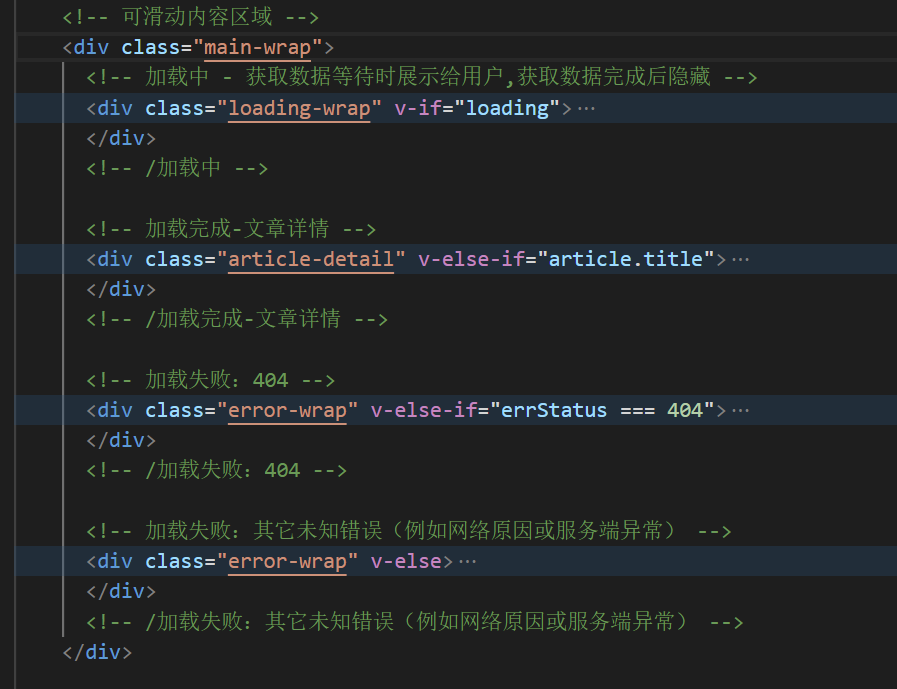 <!-- 可滑动内容区域 -->
<div class="main-wrap">
<!-- 加载中 - 获取数据等待时展示给用户,获取数据完成后隐藏 -->
<div class="loading-wrap" v-if="loading">…
</div>
<!-- /加载中 -->
<!-- 加载完成-文章详情 -->
<div class="article-detail" v-else-if="article.title">…
</div>
<!-- /加载完成-文章详情 -->
<!-- 加载失败：404 -->
<div class="error-wrap" v-else-if="errStatus === 404">…
</div>
<!-- /加载失败：404 -->
<!-- 加载失败：其它未知错误（例如网络原因或服务端异常） -->
<div class="error-wrap" v-else>…
</div>
<!-- /加载失败：其它未知错误（例如网络原因或服务端异常） -->
</div>